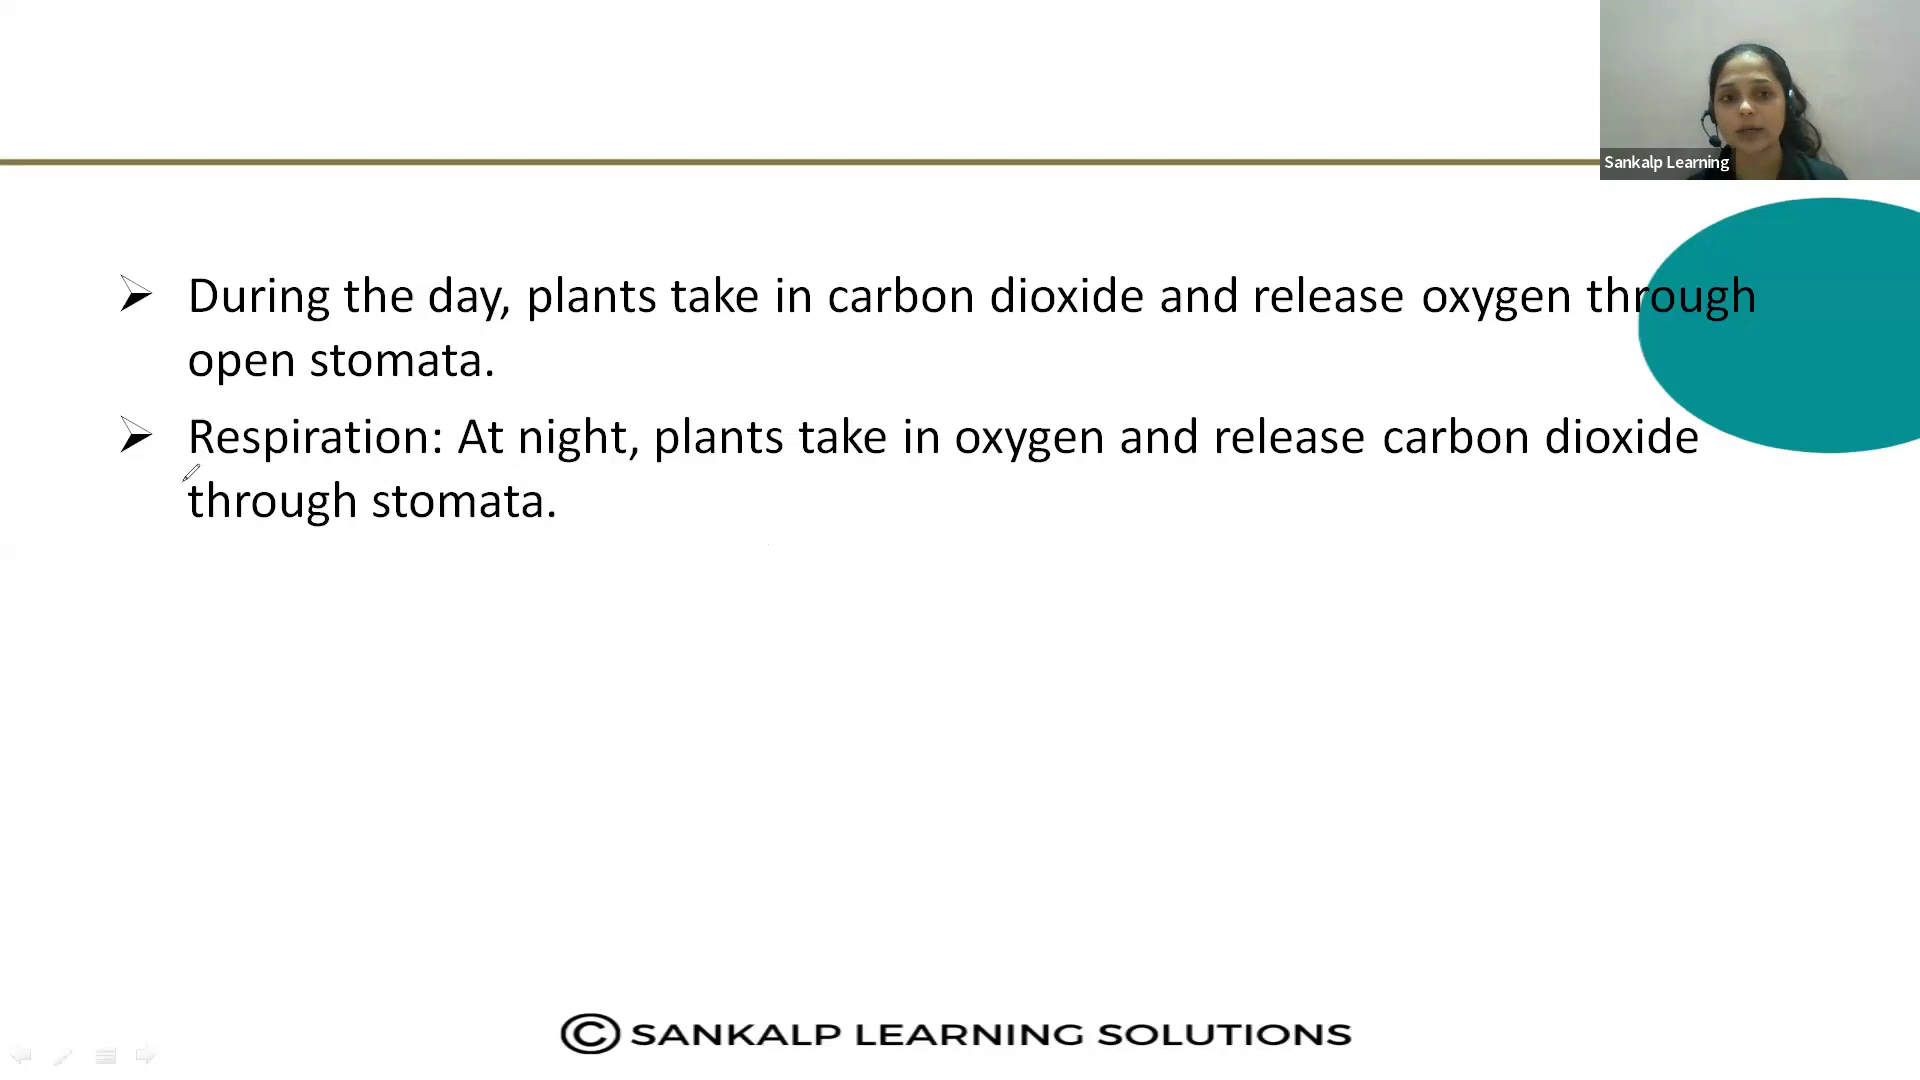 Sankalp Learning
➢ During the day, plants take in carbon dioxide and release oxygen through
open stomata.
➢ Respiration: At night, plants take in oxygen and release carbon dioxide
through stomata.
© SANKALP LEARNING SOLUTIONS